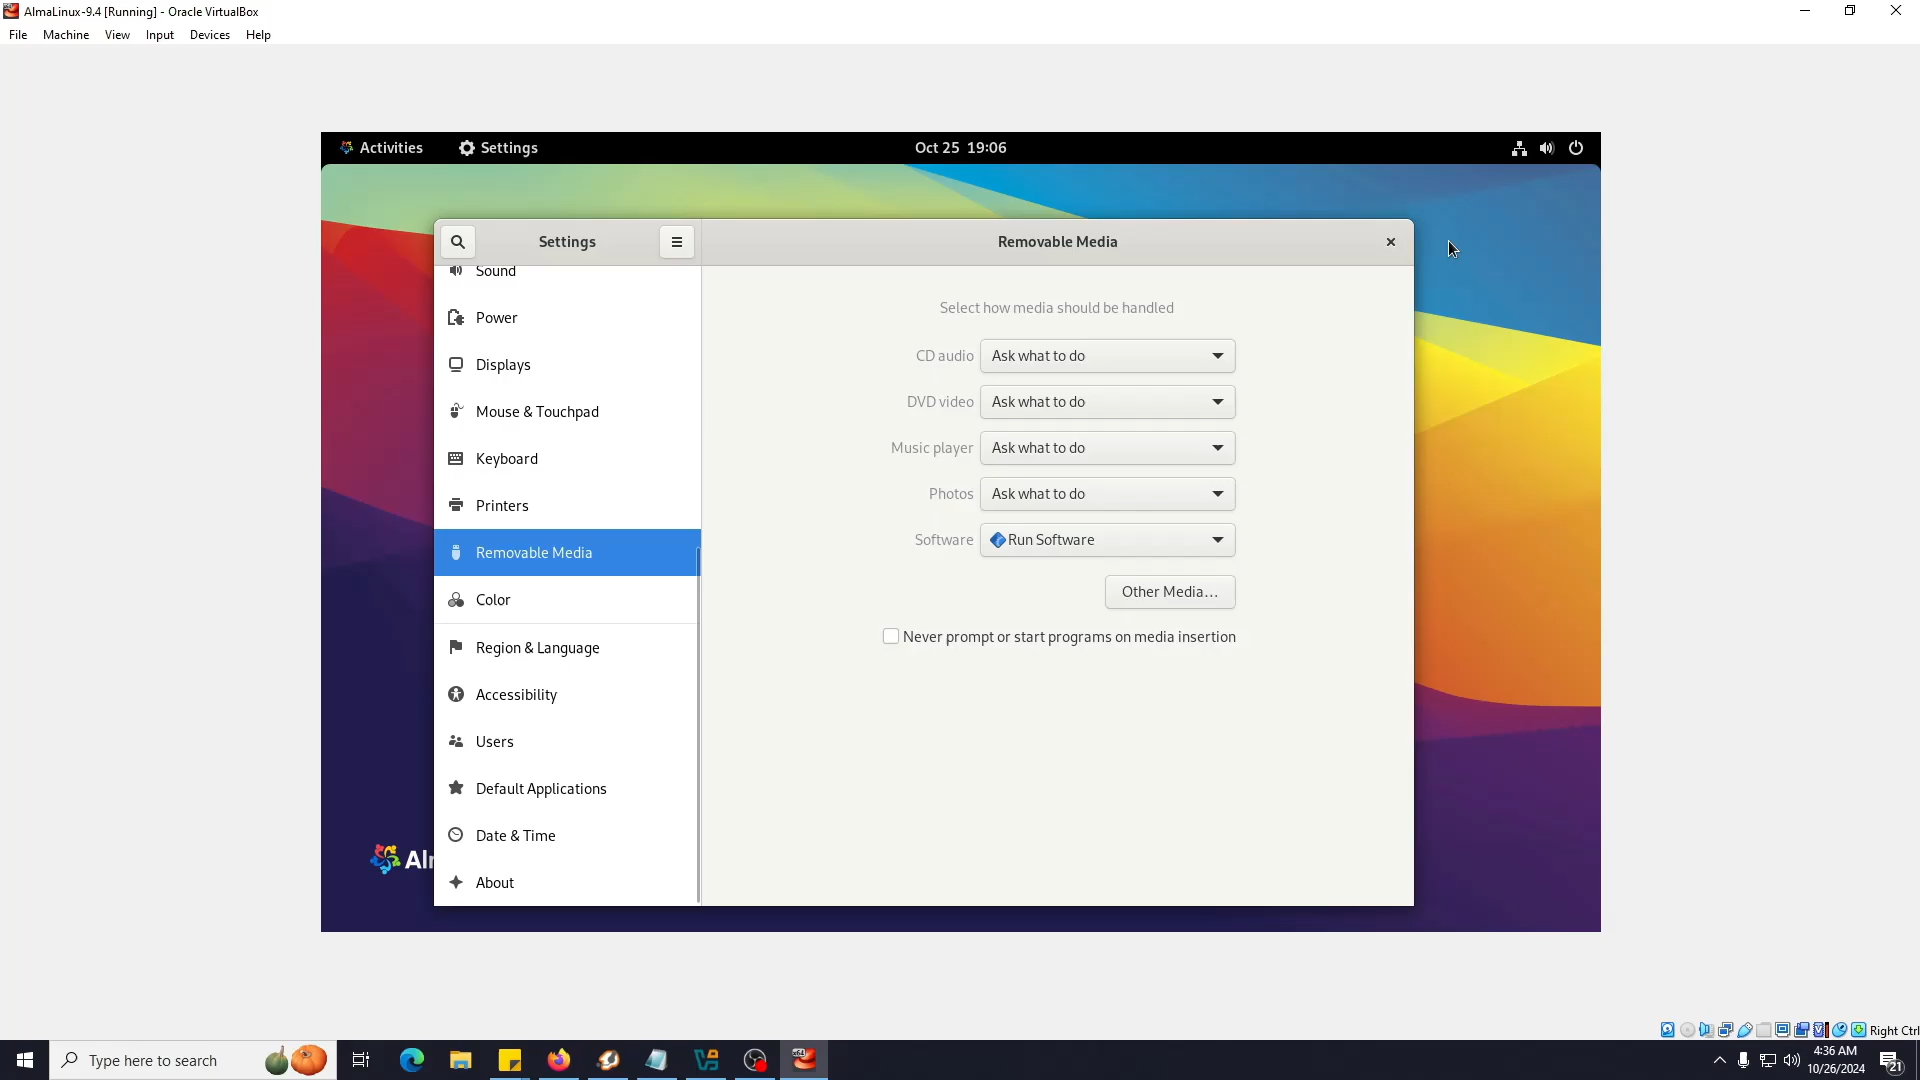 AlmaLinux-9.4 [Running] - Oracle VirtualBox
File Machine View Input Devices Help
Activities Settings Oct 25 19:06
Settings Removable Media
Sound
Power
Displays
Mouse & Touchpad
Keyboard
Printers
Removable Media
Color
Region & Language
Accessibility
Users
Default Applications
Date & Time
About
Select how media should be handled
CD audio Ask what to do
DVD video Ask what to do
Music player Ask what to do
Photos Ask what to do
Software Run Software
Other Media...
Never prompt or start programs on media insertion
Right Ctrl
Type here to search
4:36 AM
10/26/2024
21